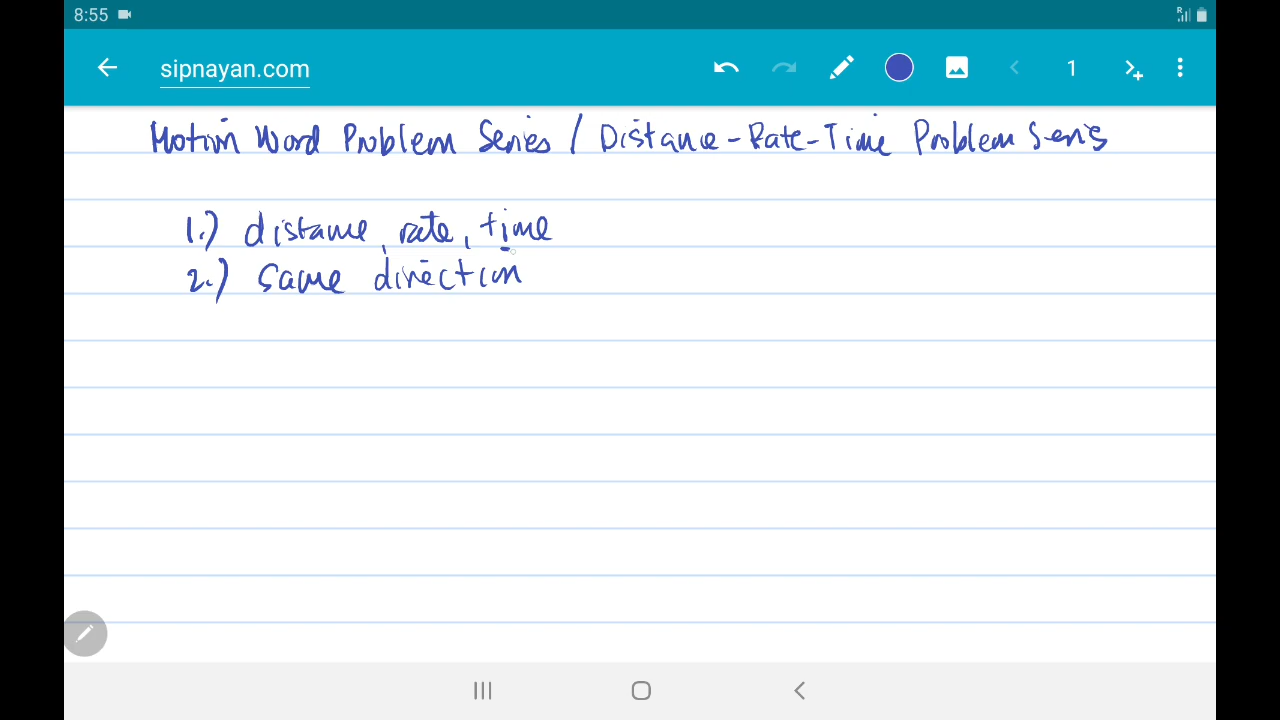 8:55
sipnayan.com
1
Motion Word Problem Series / Distance-Rate-Time Problem Series
1.) distance, rate, time
2.) same direction